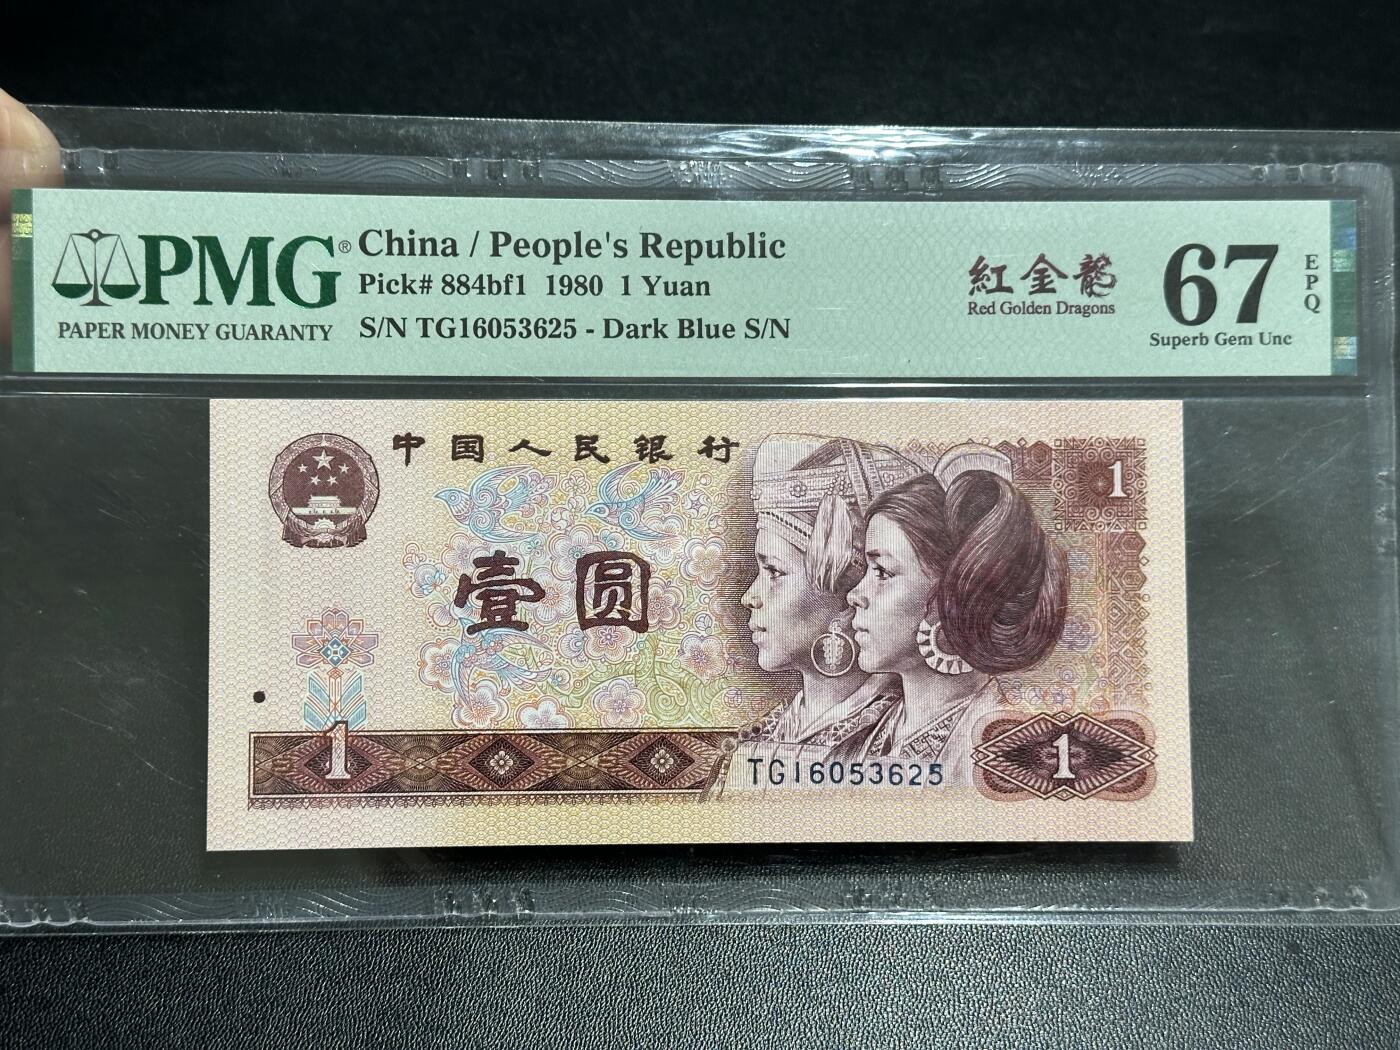 PMG®
PAPER MONEY GUARANTY
China / People's Republic
Pick# 884bf1 1980 1 Yuan
S/N TG16053625 - Dark Blue S/N
紅金龍
Red Golden Dragons
67
EPQ
Superb Gem Unc
中国人民银行
1
壹圆
1
TG16053625
1